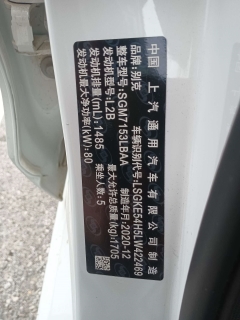 中国 上汽通用汽车有限公司制造
品牌：别克
整车型号：SGM7153LBAA
发动机型号：L2B
发动机排量(mL)：1485
发动机最大净功率(kW)：80
车辆识别代号：LSGKE54H5LW422469
制造年月：2020-12
最大允许总质量(kg)：1705
乘坐人数：5